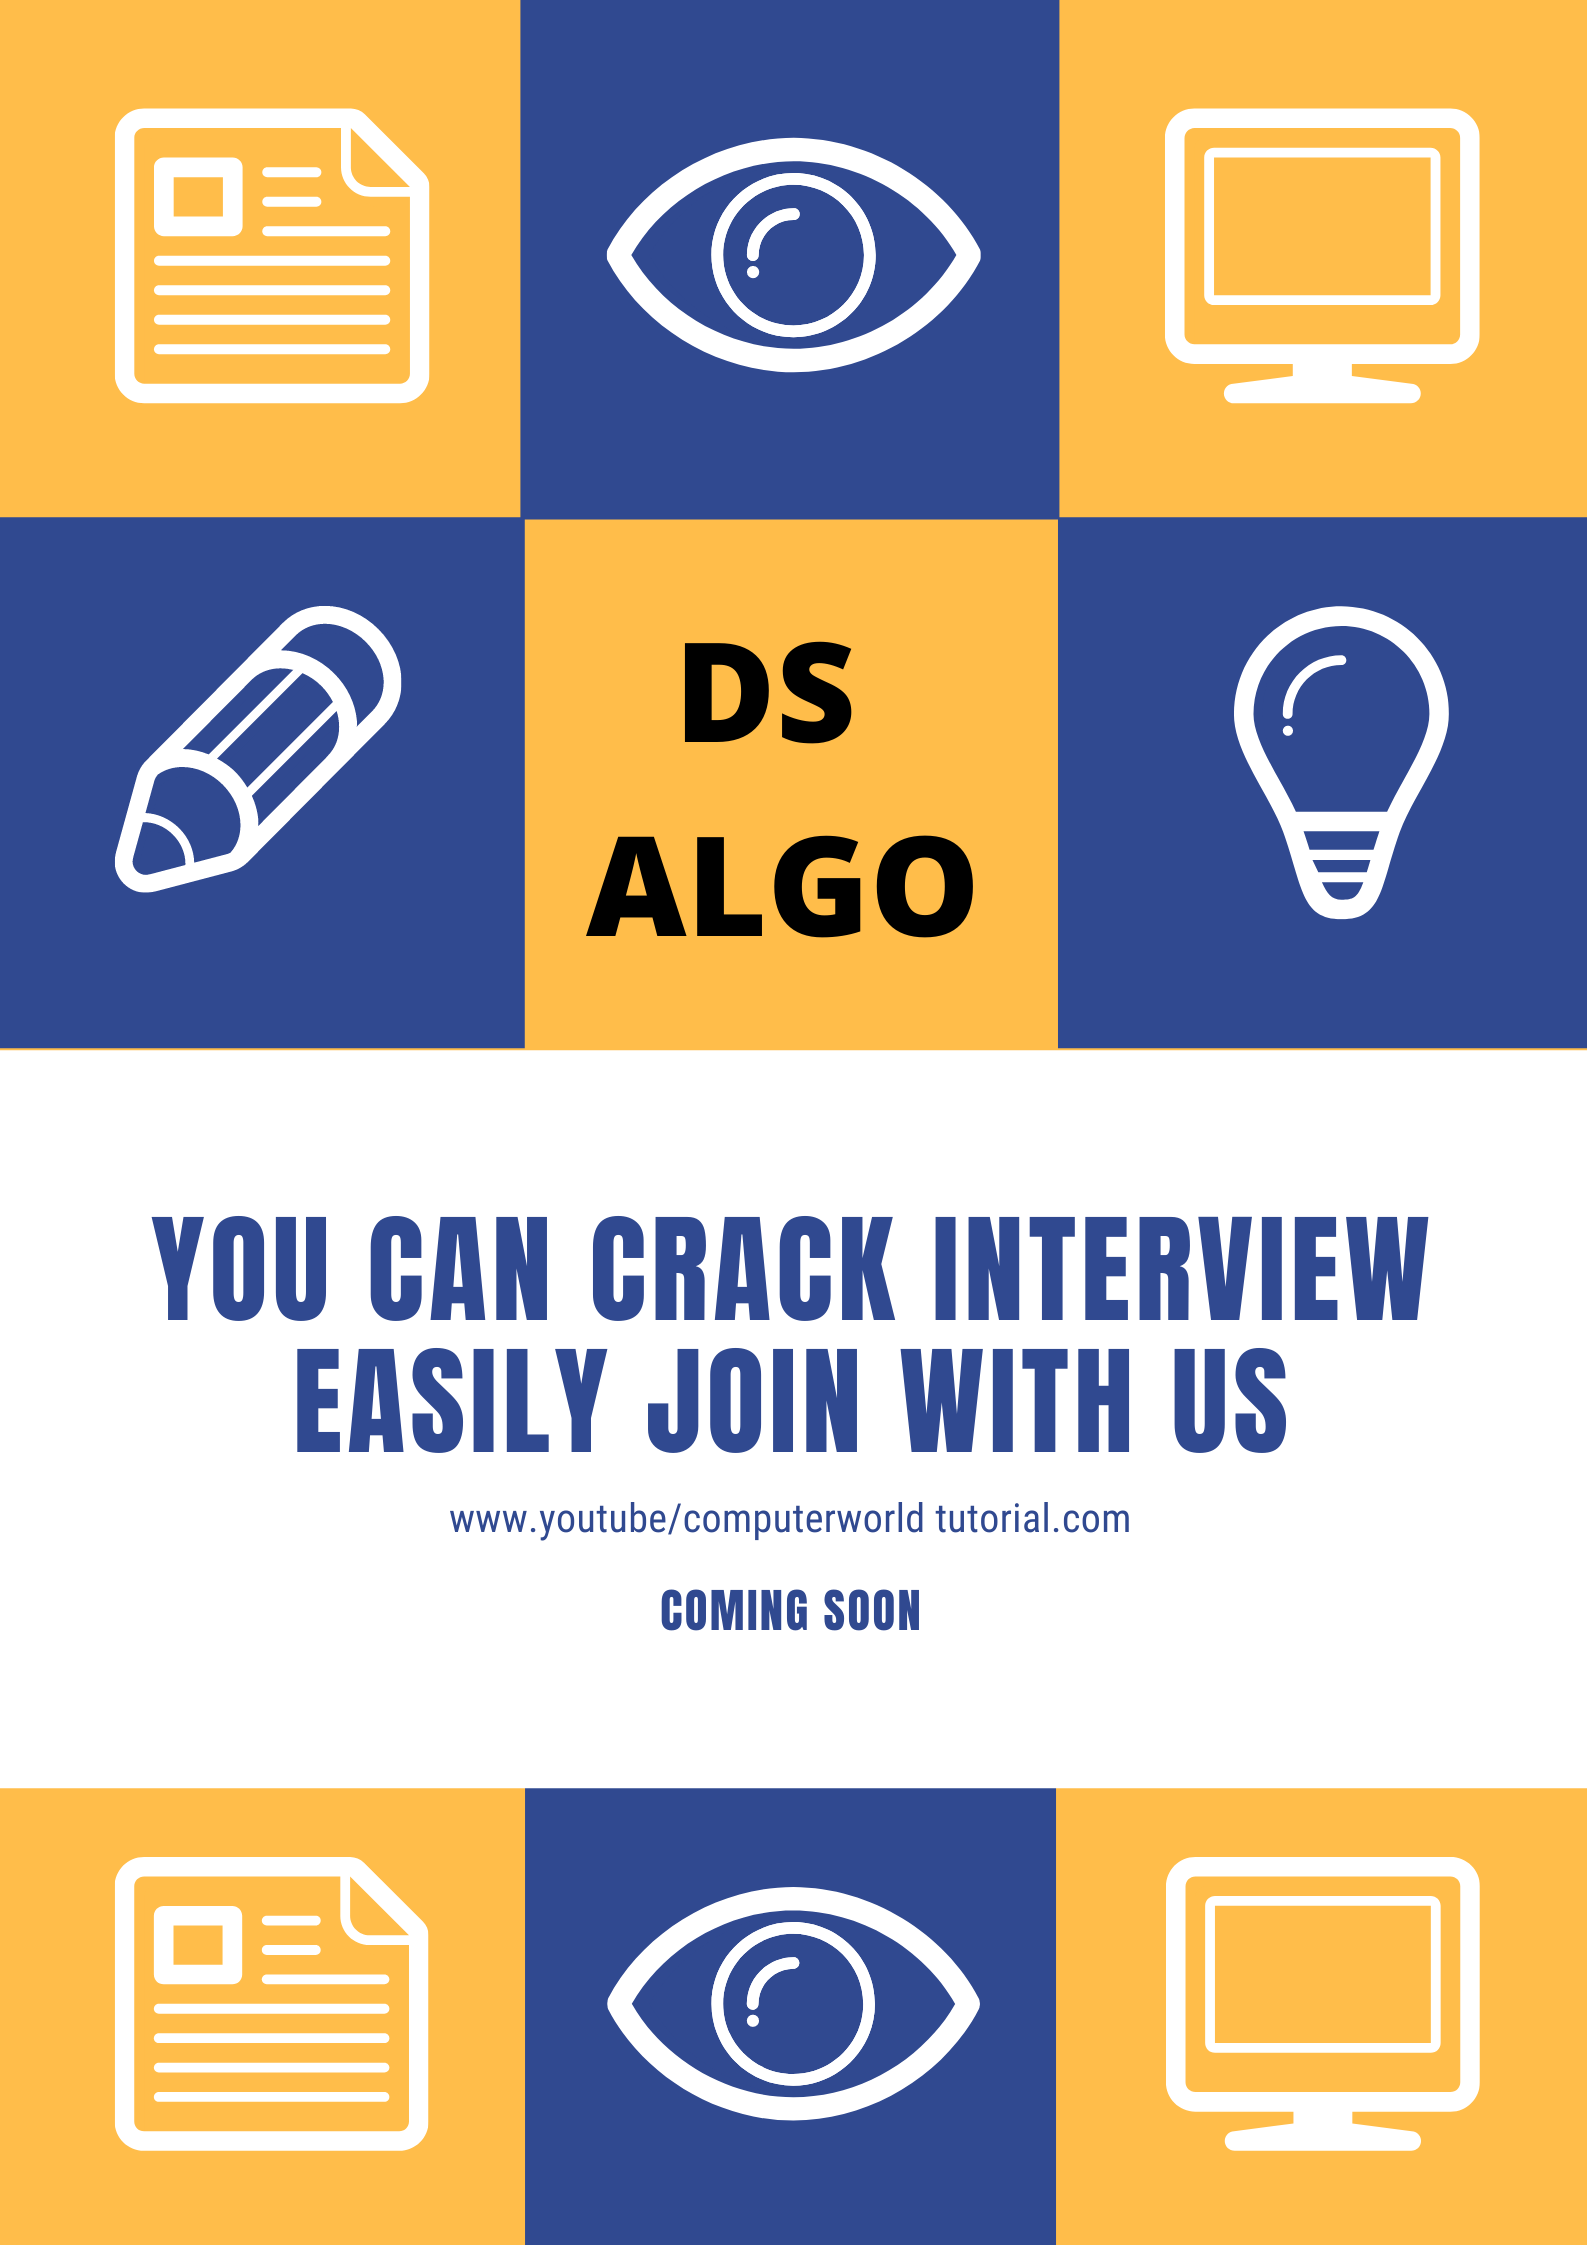 DS
ALGO
YOU CAN CRACK INTERVIEW
EASILY JOIN WITH US
www.youtube/computerworld tutorial.com
COMING SOON